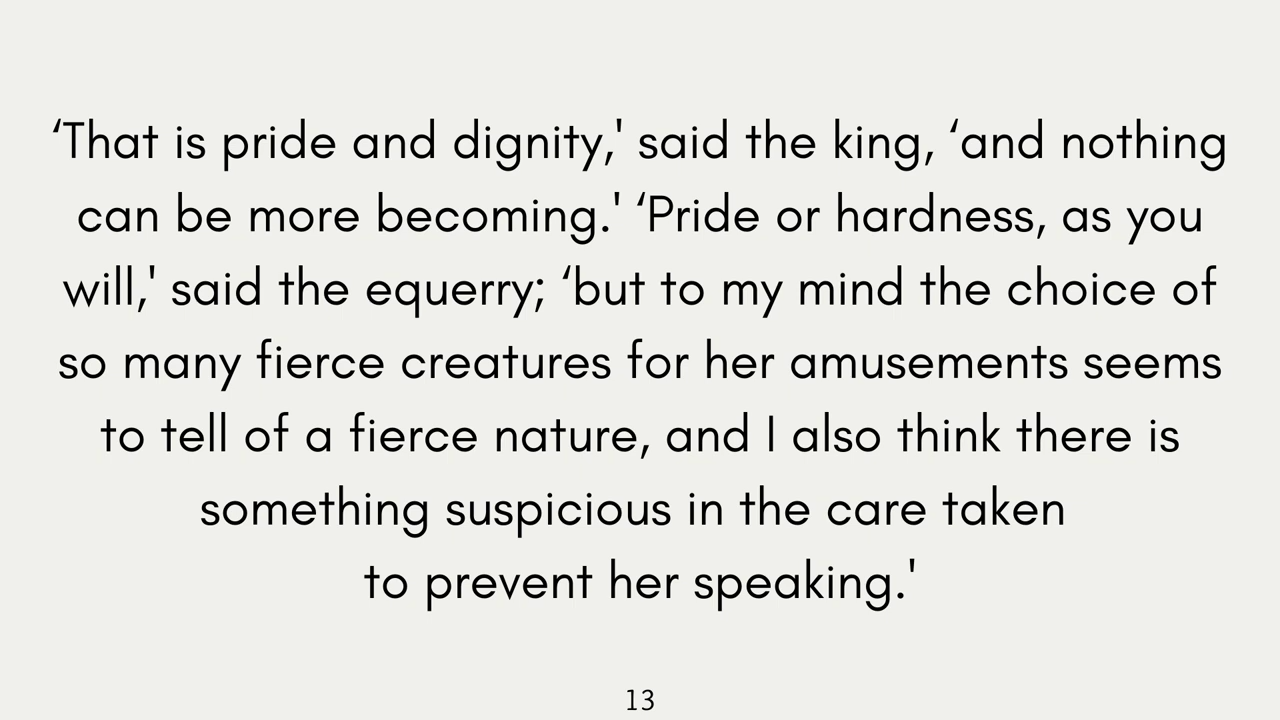 ‘That is pride and dignity,' said the king, ‘and nothing
can be more becoming.' ‘Pride or hardness, as you
will,' said the equerry; ‘but to my mind the choice of
so many fierce creatures for her amusements seems
to tell of a fierce nature, and I also think there is
something suspicious in the care taken
to prevent her speaking.'
13